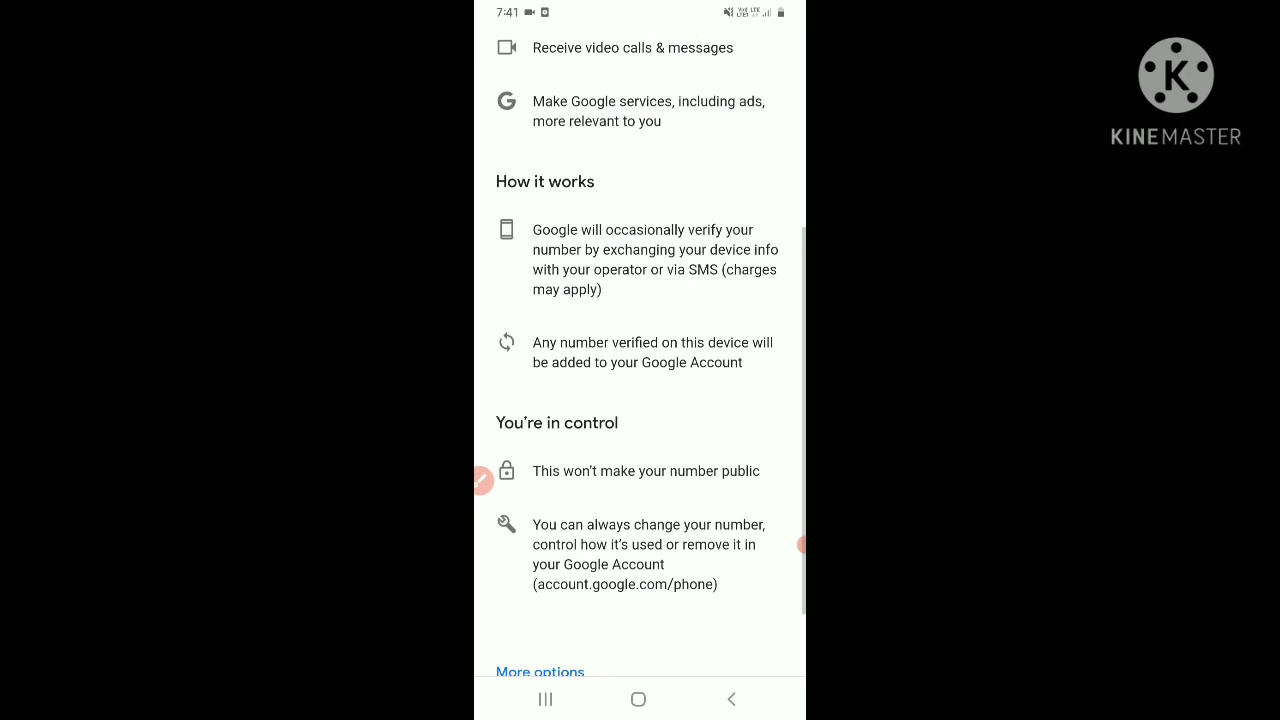 7:41
Receive video calls & messages
Make Google services, including ads,
more relevant to you
How it works
Google will occasionally verify your
number by exchanging your device info
with your operator or via SMS (charges
may apply)
Any number verified on this device will
be added to your Google Account
You’re in control
This won’t make your number public
You can always change your number,
control how it’s used or remove it in
your Google Account
(account.google.com/phone)
More options
K
KINEMASTER